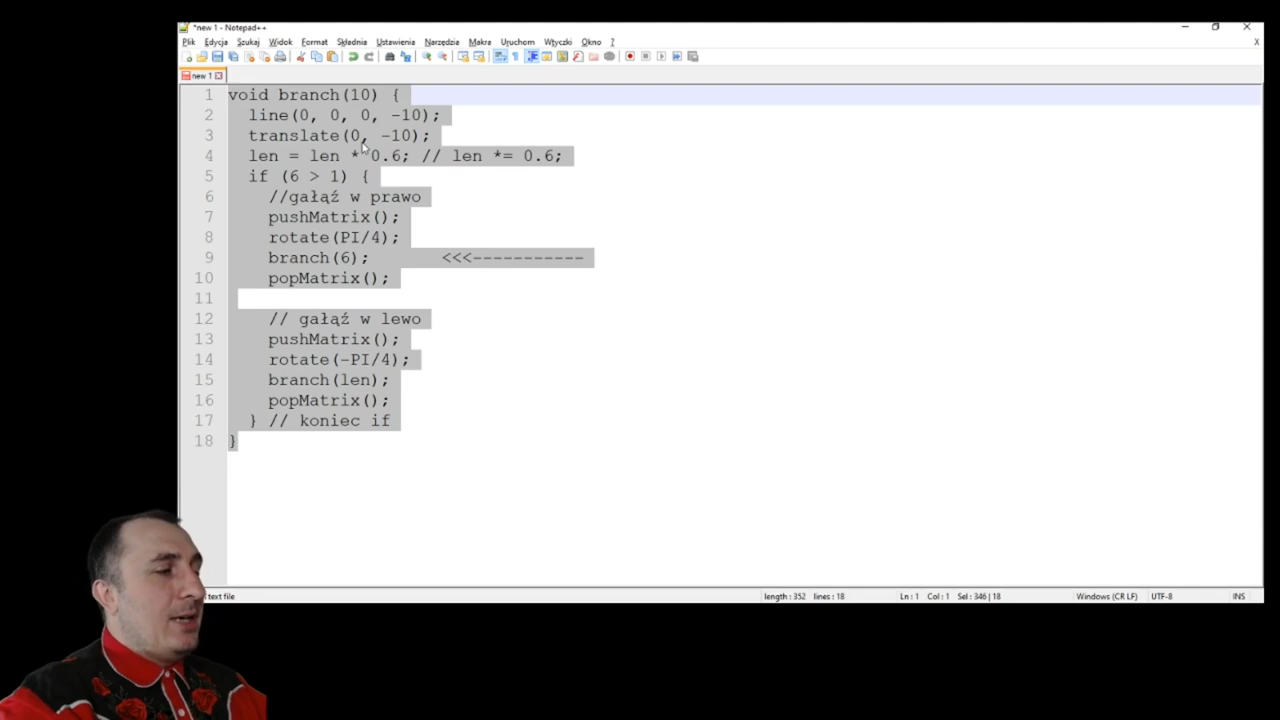 *new 1 - Notepad++
Plik Edycja Szukaj Widok Format Składnia Ustawienia Narzędzia Makra Uruchom Wtyczki Okno ? X
new 1
1 void branch(10) {
2 line(0, 0, 0, -10);
3 translate(0, -10);
4 len = len * 0.6; // len *= 0.6;
5 if (6 > 1) {
6 //gałąź w prawo
7 pushMatrix();
8 rotate(PI/4);
9 branch(6); <<<-----------
10 popMatrix();
11
12 // gałąź w lewo
13 pushMatrix();
14 rotate(-PI/4);
15 branch(len);
16 popMatrix();
17 } // koniec if
18 }
text file length : 352 lines : 18 Ln : 1 Col : 1 Sel : 346 | 18 Windows (CR LF) UTF-8 INS